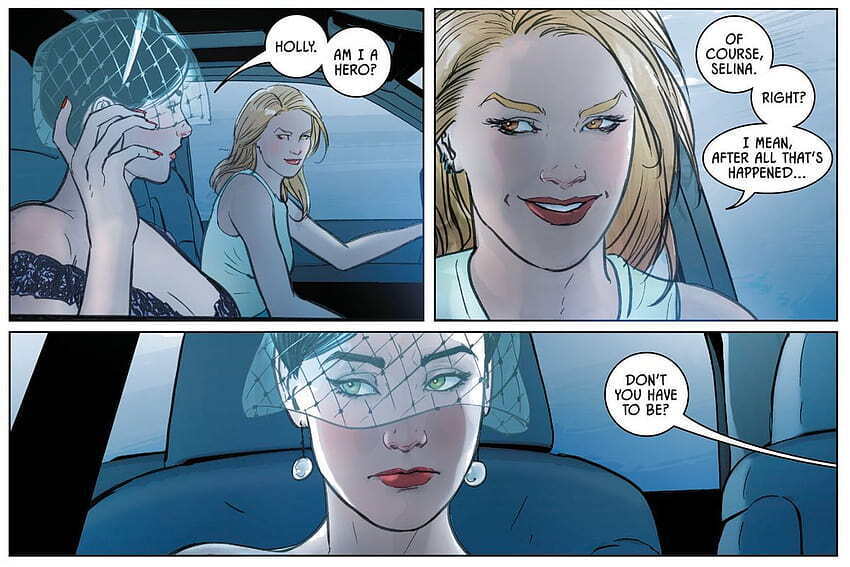 HOLLY.
AM I A
HERO?
OF
COURSE,
SELINA.
RIGHT?
I MEAN,
AFTER ALL THAT'S
HAPPENED...
DON'T
YOU HAVE
TO BE?